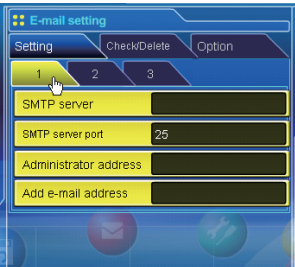 E-mail setting
Setting Check/Delete Option
1 2 3
SMTP server
SMTP server port 25
Administrator address
Add e-mail address